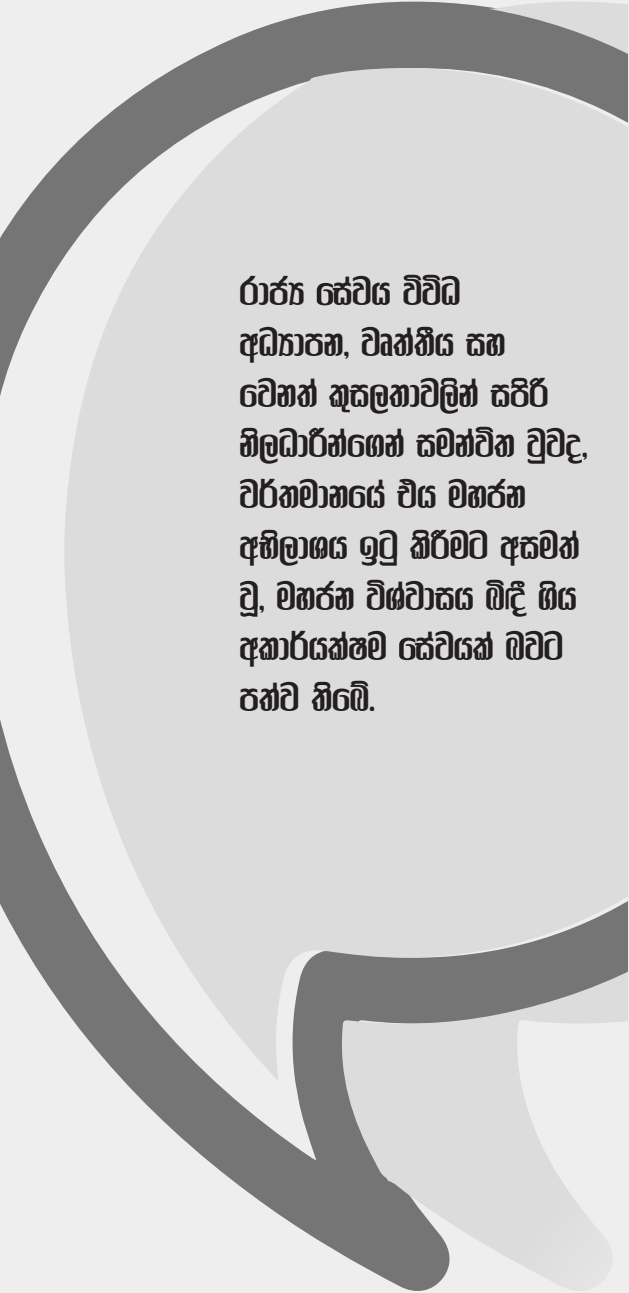 රාජ්‍ය සේවය විවිධ
අධ්‍යාපන, වෘත්තීය සහ
වෙනත් කුසලතාවලින් සපිරි
නිලධාරීන්ගෙන් සමන්විත වුවද,
වර්තමානයේ එය මහජන
අභිලාශය ඉටු කිරීමට අසමත්
වූ, මහජන විශ්වාසය බිඳී ගිය
අකාර්යක්ෂම සේවයක් බවට
පත්ව තිබේ.